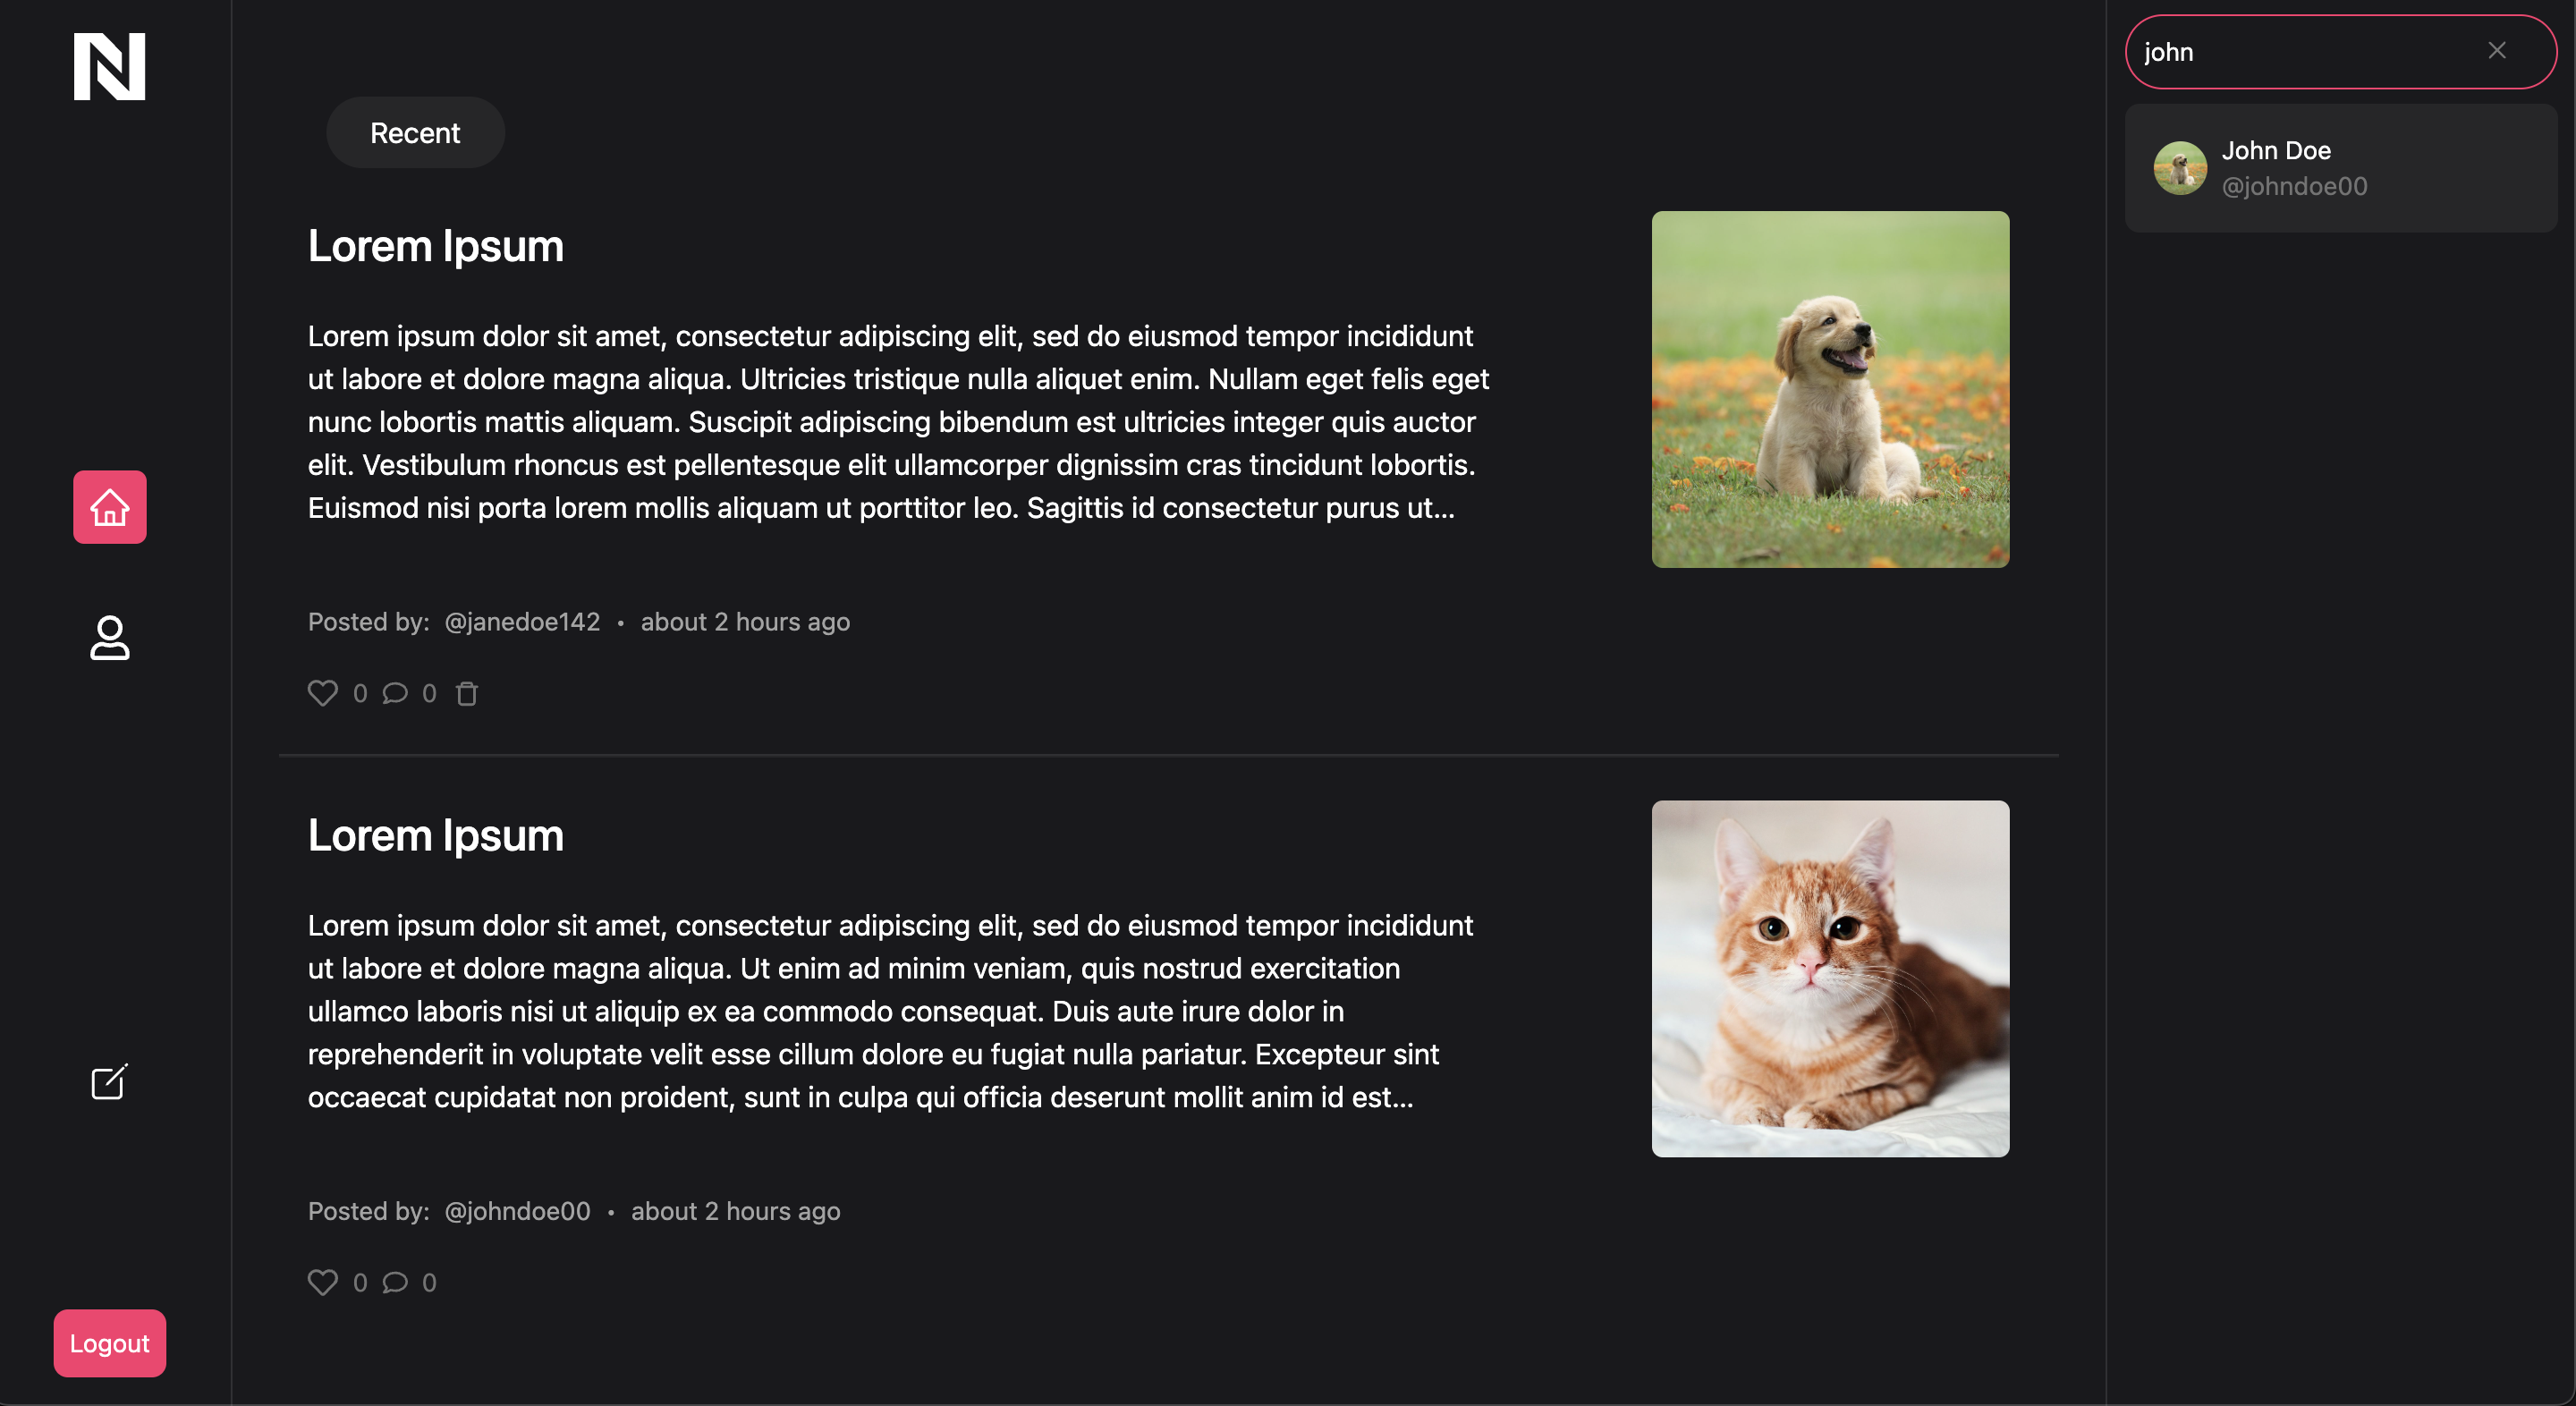 N
Recent
Lorem Ipsum
Lorem ipsum dolor sit amet, consectetur adipiscing elit, sed do eiusmod tempor incididunt
ut labore et dolore magna aliqua. Ultricies tristique nulla aliquet enim. Nullam eget felis eget
nunc lobortis mattis aliquam. Suscipit adipiscing bibendum est ultricies integer quis auctor
elit. Vestibulum rhoncus est pellentesque elit ullamcorper dignissim cras tincidunt lobortis.
Euismod nisi porta lorem mollis aliquam ut porttitor leo. Sagittis id consectetur purus ut...
Posted by: @janedoe142 • about 2 hours ago
0 0
Lorem Ipsum
Lorem ipsum dolor sit amet, consectetur adipiscing elit, sed do eiusmod tempor incididunt
ut labore et dolore magna aliqua. Ut enim ad minim veniam, quis nostrud exercitation
ullamco laboris nisi ut aliquip ex ea commodo consequat. Duis aute irure dolor in
reprehenderit in voluptate velit esse cillum dolore eu fugiat nulla pariatur. Excepteur sint
occaecat cupidatat non proident, sunt in culpa qui officia deserunt mollit anim id est...
Posted by: @johndoe00 • about 2 hours ago
0 0
Logout
john
John Doe
@johndoe00